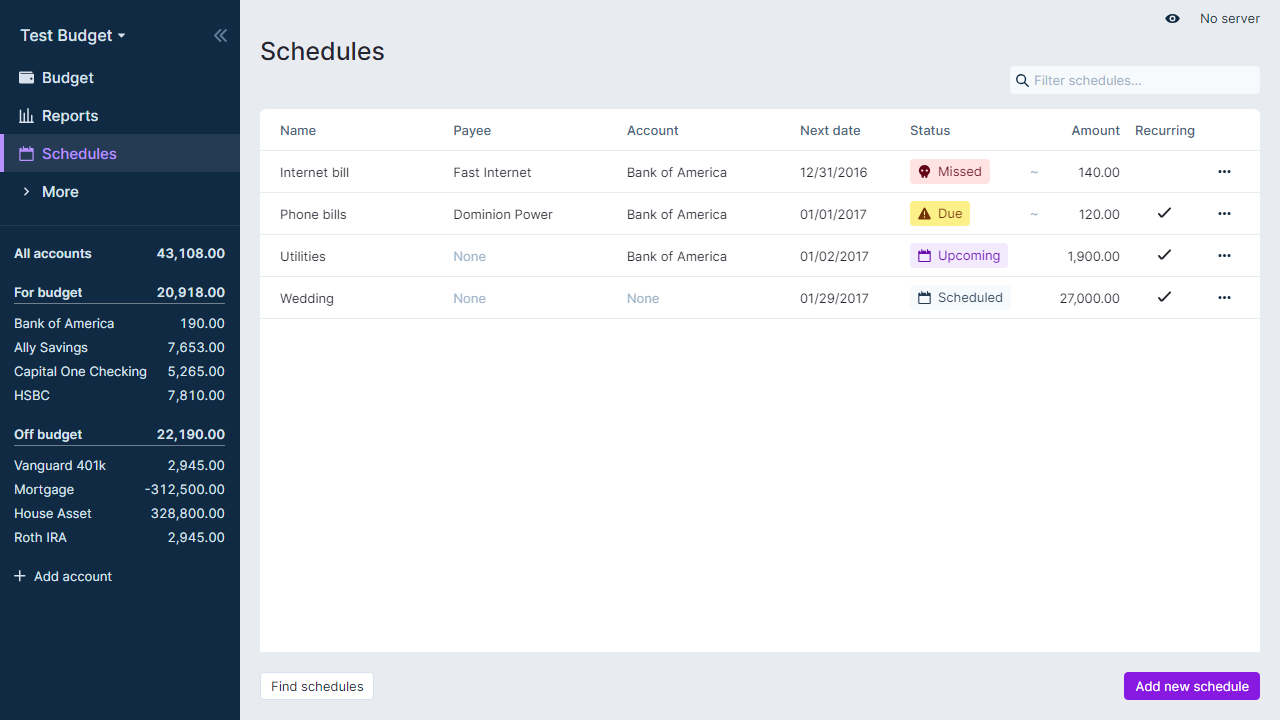 Test Budget
No server
Schedules
Filter schedules...
Budget
Reports
Schedules
More
All accounts 43,108.00
For budget 20,918.00
Bank of America 190.00
Ally Savings 7,653.00
Capital One Checking 5,265.00
HSBC 7,810.00
Off budget 22,190.00
Vanguard 401k 2,945.00
Mortgage -312,500.00
House Asset 328,800.00
Roth IRA 2,945.00
Add account
Name Payee Account Next date Status Amount Recurring
Internet bill Fast Internet Bank of America 12/31/2016 Missed ~ 140.00
Phone bills Dominion Power Bank of America 01/01/2017 Due ~ 120.00
Utilities None Bank of America 01/02/2017 Upcoming 1,900.00
Wedding None None 01/29/2017 Scheduled 27,000.00
Find schedules
Add new schedule